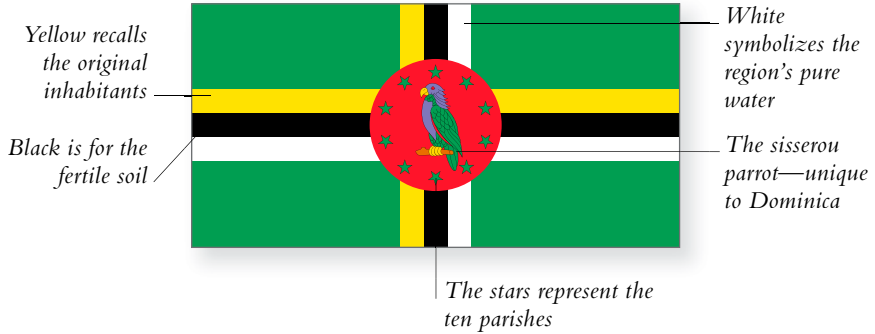 Yellow recalls
the original
inhabitants
Black is for the
fertile soil
White
symbolizes the
region's pure
water
The sisserou
parrot—unique
to Dominica
The stars represent the
ten parishes